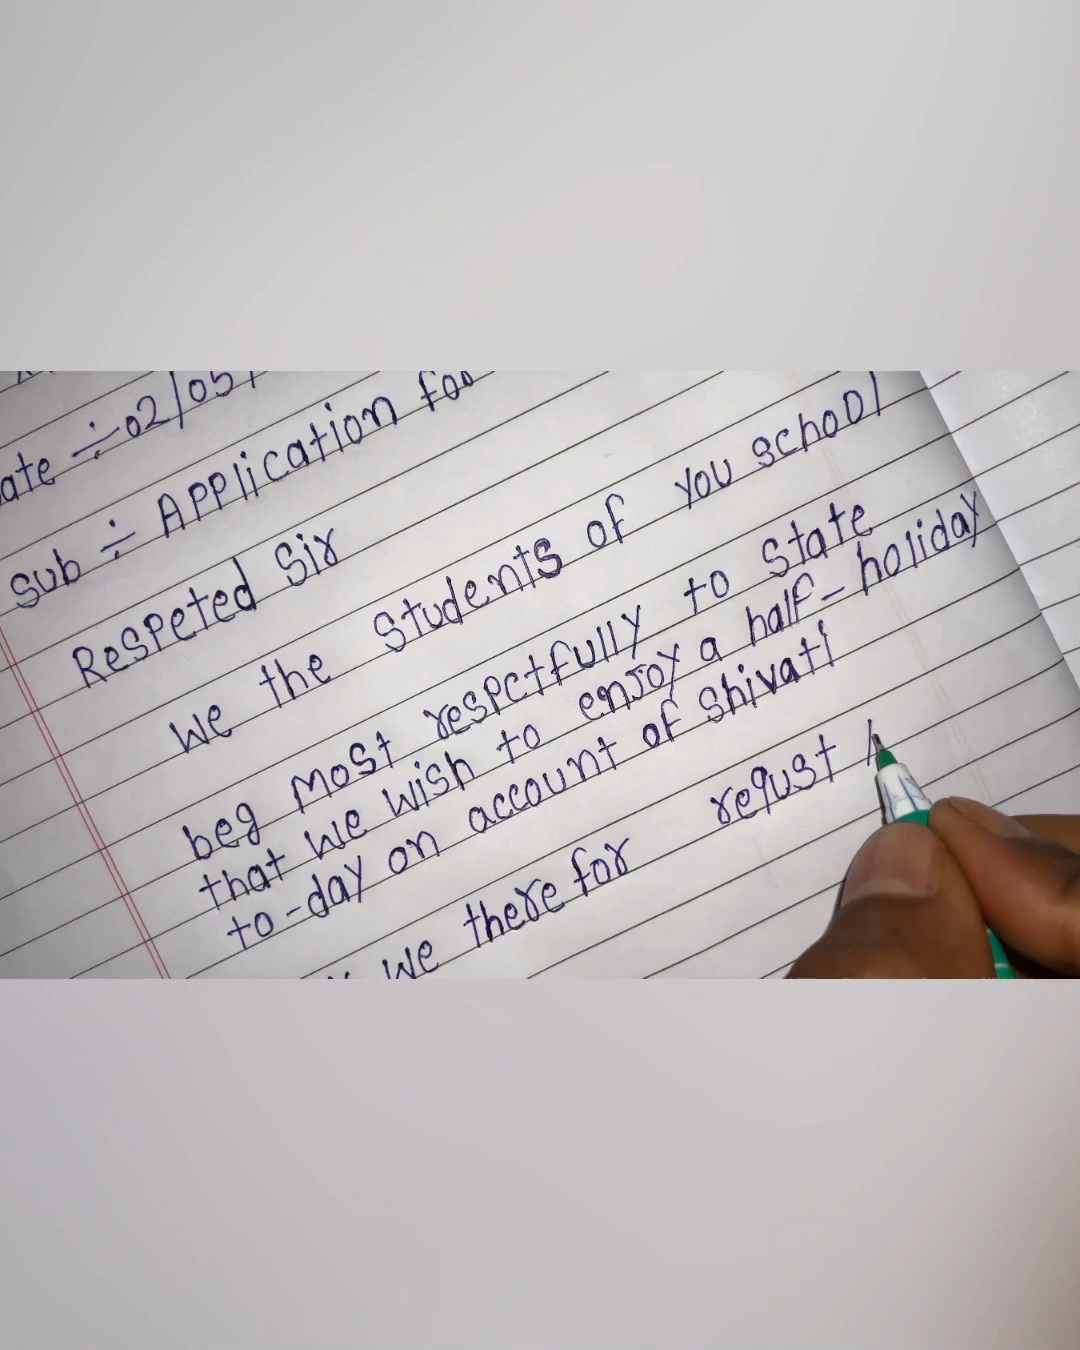 ate ÷ 02/05/
Sub ÷ Application for
Respeted Sir
We the Students of you school
beg most respctfully to state
that we wish to enjoy a half-holiday
to-day on account of Shivati
We there for requst